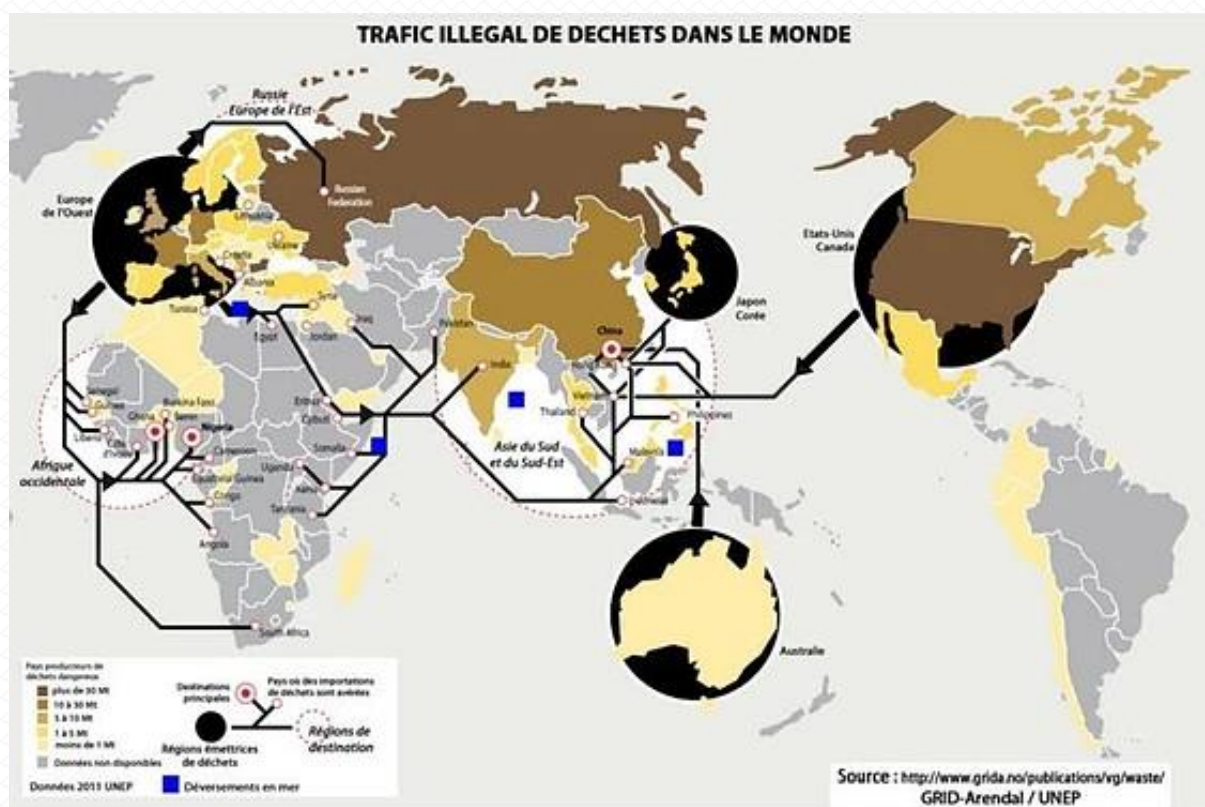 TRAFIC ILLEGAL DE DECHETS DANS LE MONDE
Russie
Europe de l'Est
Europe
de l'Ouest
Russian
Federation
Lithuania
Ukraine
Croatia
Albania
Etats-Unis
Canada
Japon
Corée
Tunisia
Syria
Iraq
Egypt
Jordan
Pakistan
India
China
Hong
Vietnam
Thailand
Philippines
Malaysia
Indonesia
Asie du Sud
et du Sud-Est
Senegal
Guinea
Liberia
Côte
d'Ivoire
Ghana
Burkina Faso
Benin
Nigeria
Cameroon
Equatorial Guinea
Congo
Angola
Afrique
occidentale
Eritrea
Somalia
Uganda
Tanzania
South Africa
Australie
Pays producteurs de
déchets dangereux
plus de 30 Mt
10 à 30 Mt
5 à 10 Mt
1 à 5 Mt
moins de 1 Mt
Données non disponibles
Données 2011 UNEP
Destinations
principales
Pays où des importations
de déchets sont avérées
Régions émettrices
de déchets
Régions de
destination
Déversements en mer
Source : http://www.grida.no/publications/vg/waste/
GRID-Arendal / UNEP